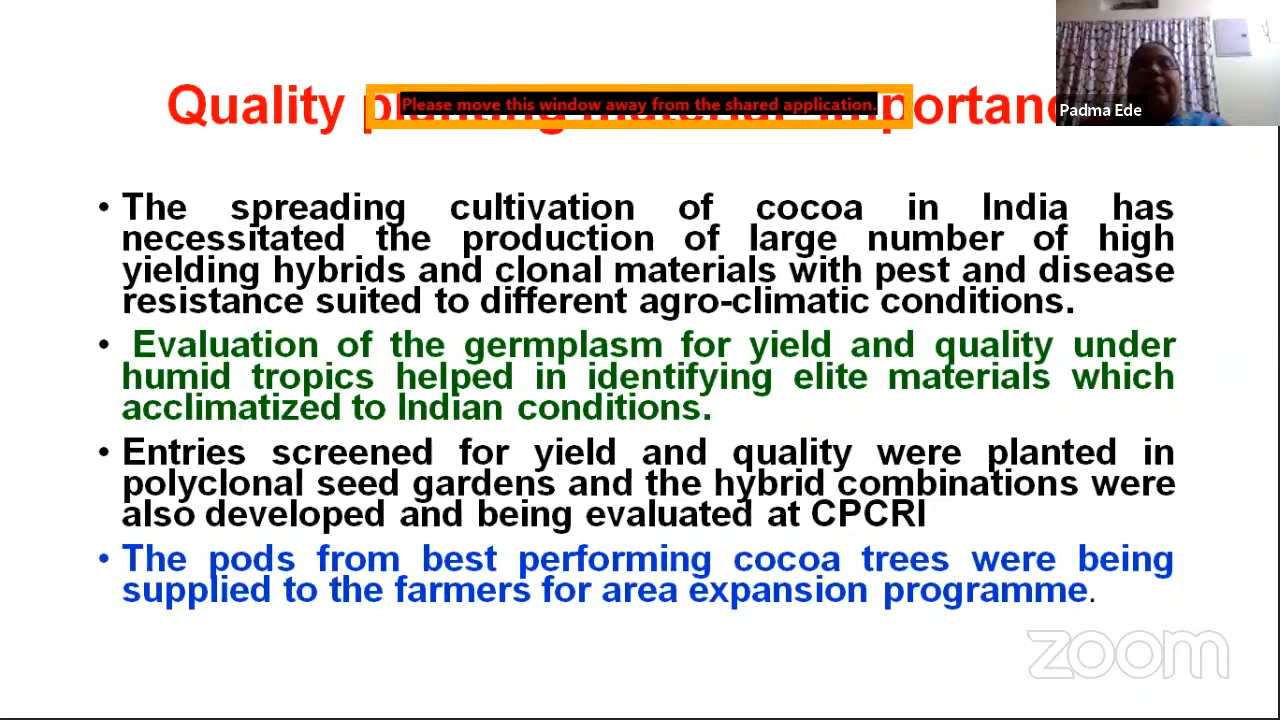 Quality planting material importanc
Please move this window away from the shared application.
Padma Ede
• The spreading cultivation of cocoa in India has
necessitated the production of large number of high
yielding hybrids and clonal materials with pest and disease
resistance suited to different agro-climatic conditions.
• Evaluation of the germplasm for yield and quality under
humid tropics helped in identifying elite materials which
acclimatized to Indian conditions.
• Entries screened for yield and quality were planted in
polyclonal seed gardens and the hybrid combinations were
also developed and being evaluated at CPCRI
• The pods from best performing cocoa trees were being
supplied to the farmers for area expansion programme.
zoom